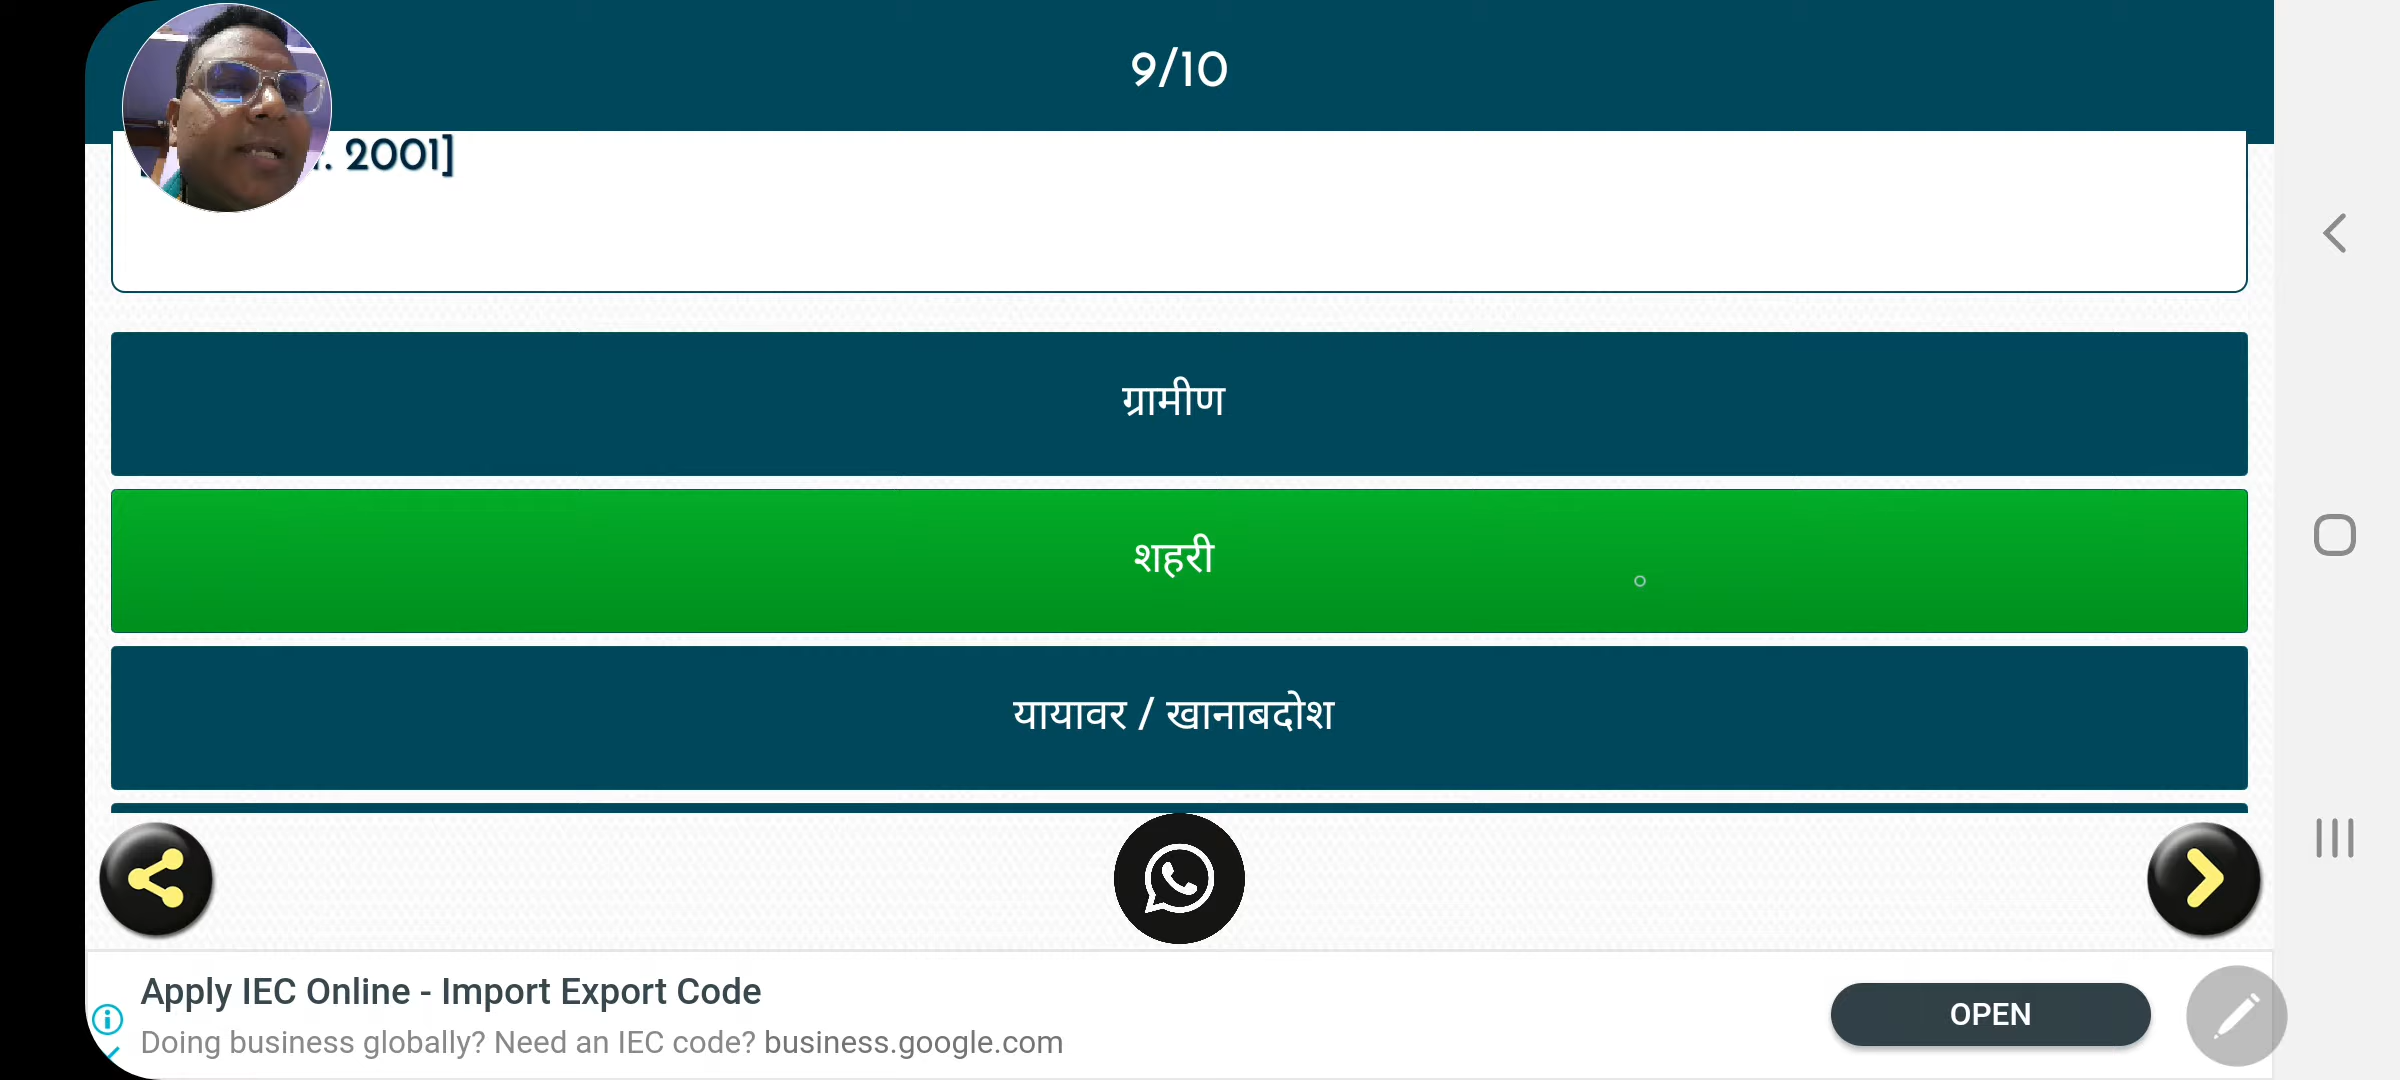 9/10
2001]
ग्रामीण
शहरी
यायावर / खानाबदोश
Apply IEC Online - Import Export Code
Doing business globally? Need an IEC code? business.google.com
OPEN